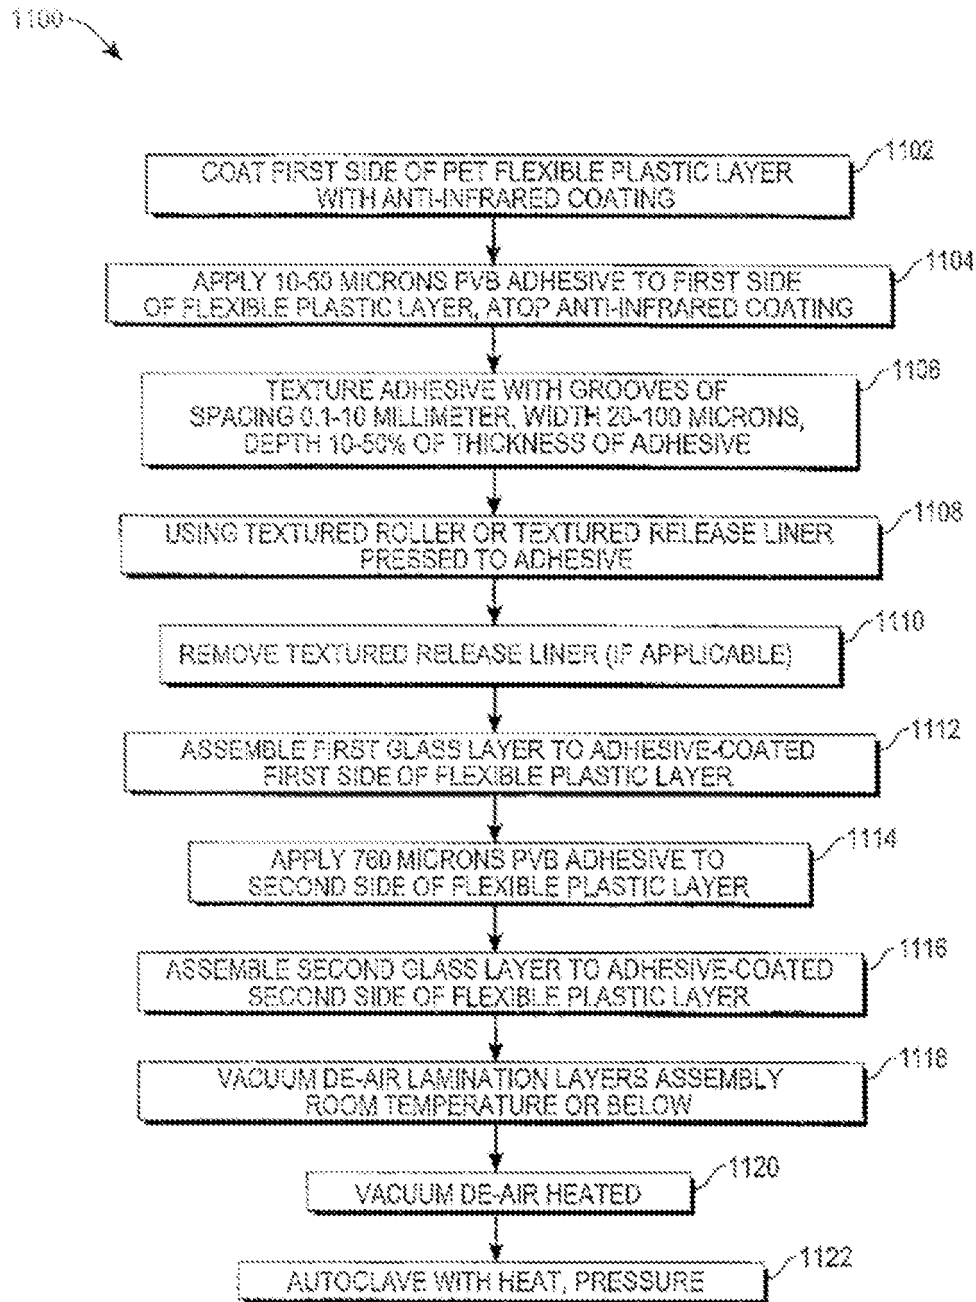 1100
1102
COAT FIRST SIDE OF PET FLEXIBLE PLASTIC LAYER
WITH ANTI-INFRARED COATING
1104
APPLY 10-50 MICRONS PVB ADHESIVE TO FIRST SIDE
OF FLEXIBLE PLASTIC LAYER, ATOP ANTI-INFRARED COATING
1106
TEXTURE ADHESIVE WITH GROOVES OF
SPACING 0.1-10 MILLIMETER, WIDTH 20-100 MICRONS,
DEPTH 10-50% OF THICKNESS OF ADHESIVE
1108
USING TEXTURED ROLLER OR TEXTURED RELEASE LINER
PRESSED TO ADHESIVE
1110
REMOVE TEXTURED RELEASE LINER (IF APPLICABLE)
1112
ASSEMBLE FIRST GLASS LAYER TO ADHESIVE-COATED
FIRST SIDE OF FLEXIBLE PLASTIC LAYER
1114
APPLY 760 MICRONS PVB ADHESIVE TO
SECOND SIDE OF FLEXIBLE PLASTIC LAYER
1116
ASSEMBLE SECOND GLASS LAYER TO ADHESIVE-COATED
SECOND SIDE OF FLEXIBLE PLASTIC LAYER
1118
VACUUM DE-AIR LAMINATION LAYERS ASSEMBLY
ROOM TEMPERATURE OR BELOW
1120
VACUUM DE-AIR HEATED
1122
AUTOCLAVE WITH HEAT, PRESSURE